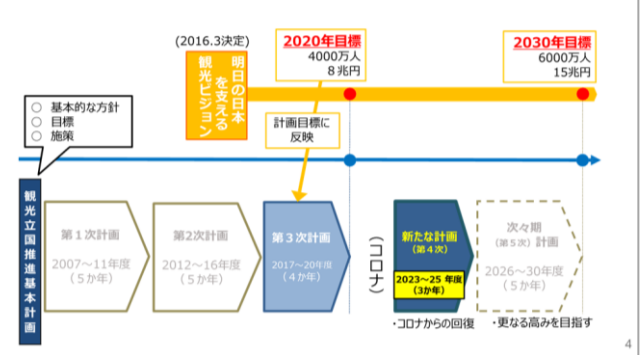 (2016.3決定)
明日の日本
を支える
観光ビジョン
2020年目標
4000万人
8兆円
2030年目標
6000万人
15兆円
計画目標に
反映
○ 基本的な方針
○ 目標
○ 施策
観光立国推進基本計画
第1次計画
2007~11年度
(5か年)
第2次計画
2012~16年度
(5か年)
第3次計画
2017~20年度
(4か年)
(コロナ)
新たな計画
(第4次)
2023~25 年度
(3か年)
・コロナからの回復
次々期
(第5次) 計画
2026~30年度
(5か年)
・更なる高みを目指す
4